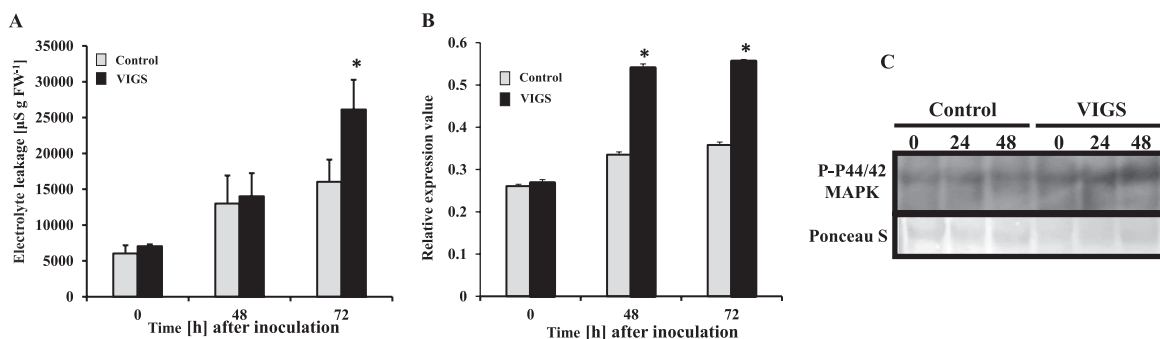 A
Electrolyte leakage [µS g FW-1]
35000
30000
25000
20000
15000
10000
5000
0
Control
VIGS
*
0 48 72
Time [h] after inoculation
B
Relative expression value
0.6
0.5
0.4
0.3
0.2
0.1
0.0
Control
VIGS
* *
0 48 72
Time [h] after inoculation
C
Control VIGS
0 24 48 0 24 48
P-P44/42
MAPK
Ponceau S